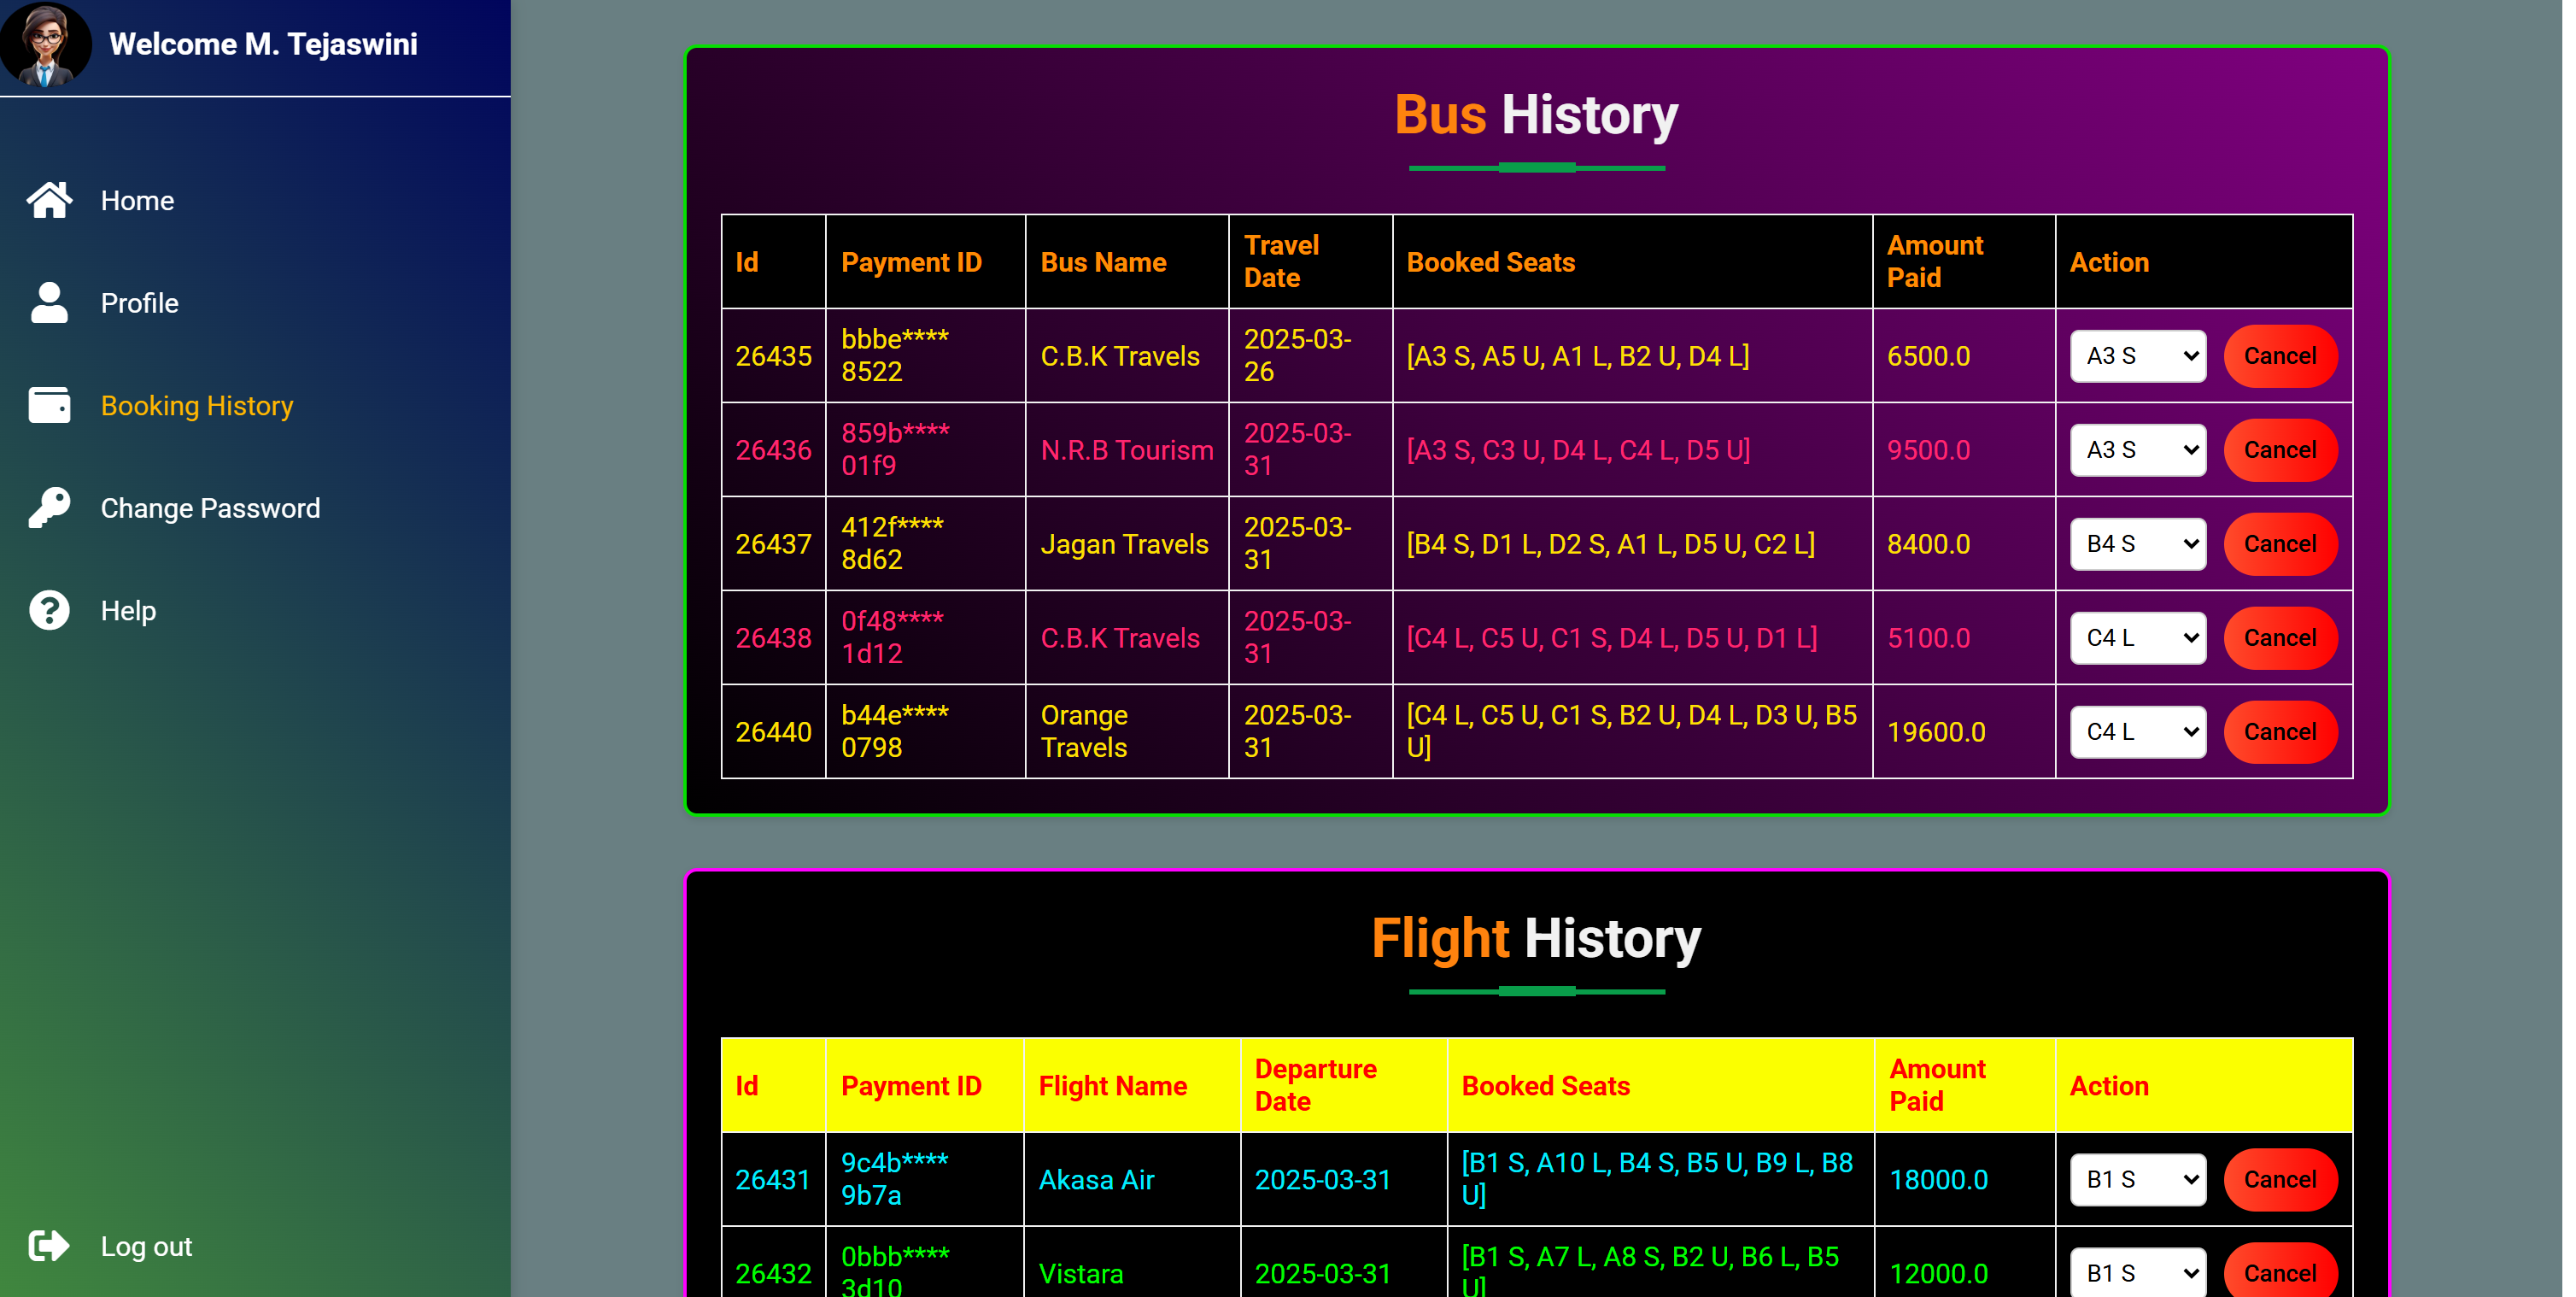 Welcome M. Tejaswini
Home
Profile
Booking History
Change Password
Help
Log out
Bus History
Id Payment ID Bus Name Travel Date Booked Seats Amount Paid Action
26435 bbbe**** 8522 C.B.K Travels 2025-03-26 [A3 S, A5 U, A1 L, B2 U, D4 L] 6500.0 A3 S Cancel
26436 859b**** 01f9 N.R.B Tourism 2025-03-31 [A3 S, C3 U, D4 L, C4 L, D5 U] 9500.0 A3 S Cancel
26437 412f**** 8d62 Jagan Travels 2025-03-31 [B4 S, D1 L, D2 S, A1 L, D5 U, C2 L] 8400.0 B4 S Cancel
26438 0f48**** 1d12 C.B.K Travels 2025-03-31 [C4 L, C5 U, C1 S, D4 L, D5 U, D1 L] 5100.0 C4 L Cancel
26440 b44e**** 0798 Orange Travels 2025-03-31 [C4 L, C5 U, C1 S, B2 U, D4 L, D3 U, B5 U] 19600.0 C4 L Cancel
Flight History
Id Payment ID Flight Name Departure Date Booked Seats Amount Paid Action
26431 9c4b**** 9b7a Akasa Air 2025-03-31 [B1 S, A10 L, B4 S, B5 U, B9 L, B8 U] 18000.0 B1 S Cancel
26432 0bbb**** 3d10 Vistara 2025-03-31 [B1 S, A7 L, A8 S, B2 U, B6 L, B5 U] 12000.0 B1 S Cancel